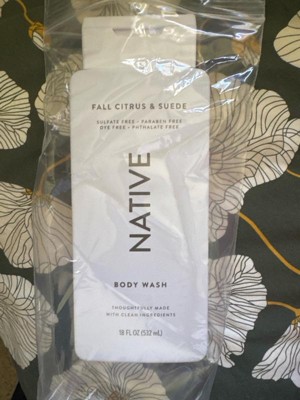 FALL CITRUS & SUEDE
SULFATE FREE • PARABEN FREE
DYE FREE • PHTHALATE FREE
NATIVE
BODY WASH
THOUGHTFULLY MADE
WITH CLEAN INGREDIENTS
18 FL OZ (532 mL)